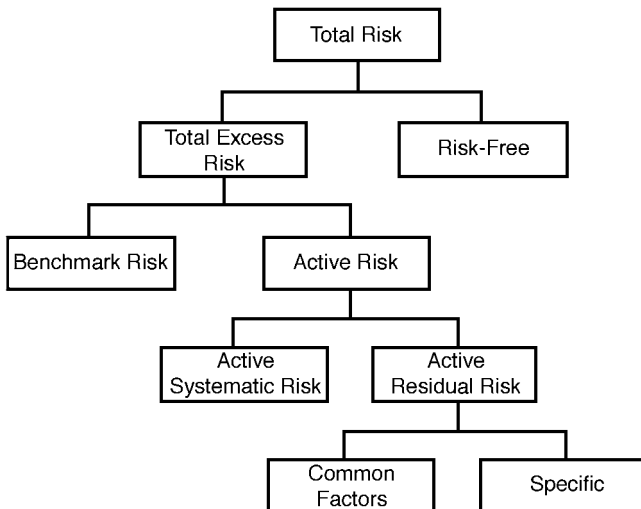 Total Risk
Total Excess
Risk
Risk-Free
Benchmark Risk
Active Risk
Active
Systematic Risk
Active
Residual Risk
Common
Factors
Specific